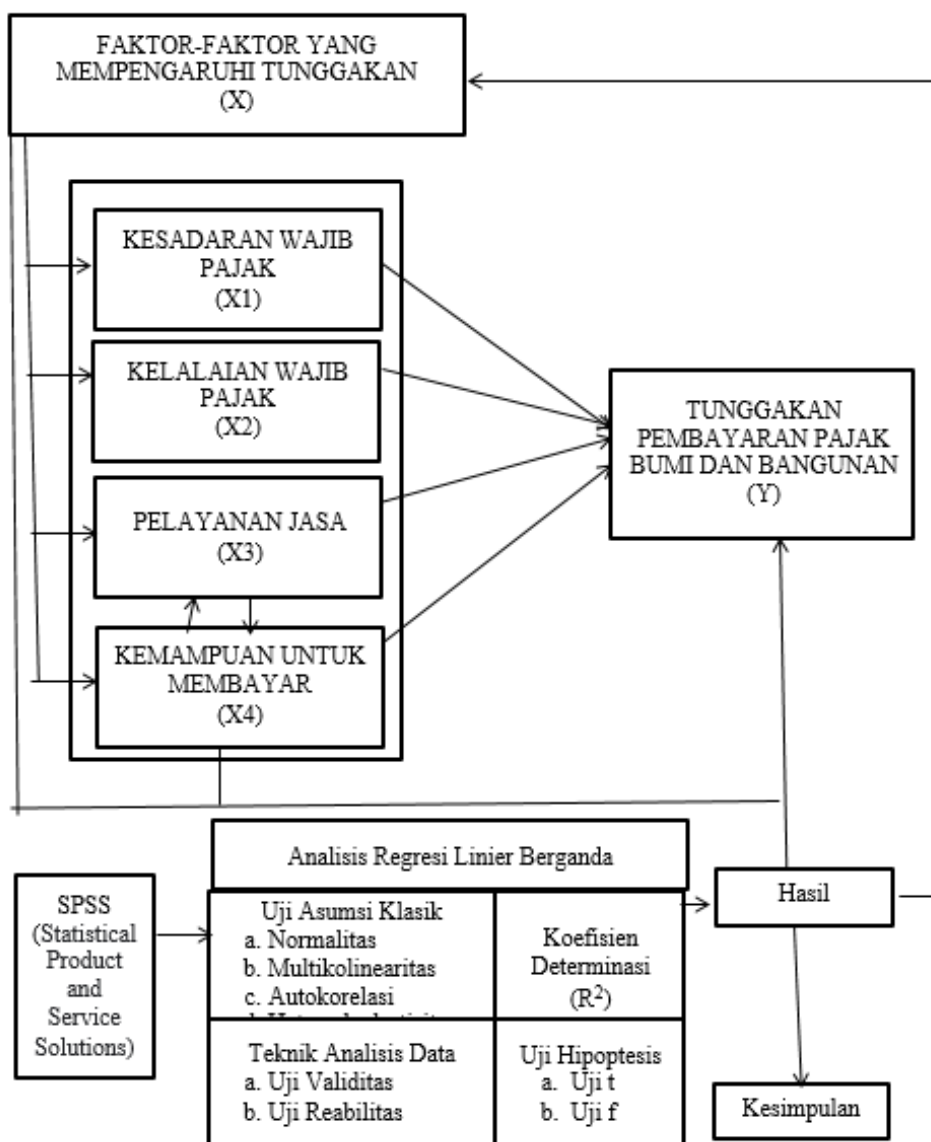 FAKTOR-FAKTOR YANG
MEMPENGARUHI TUNGGAKAN
(X)
KESADARAN WAJIB
PAJAK
(X1)
KELALAIAN WAJIB
PAJAK
(X2)
PELAYANAN JASA
(X3)
KEMAMPUAN UNTUK
MEMBAYAR
(X4)
TUNGGAKAN
PEMBAYARAN PAJAK
BUMI DAN BANGUNAN
(Y)
SPSS
(Statistical
Product
and
Service
Solutions)
Analisis Regresi Linier Berganda
Uji Asumsi Klasik
a. Normalitas
b. Multikolinearitas
c. Autokorelasi
Koefisien
Determinasi
(R²)
Teknik Analisis Data
a. Uji Validitas
b. Uji Reabilitas
Uji Hipoptesis
a. Uji t
b. Uji f
Hasil
Kesimpulan